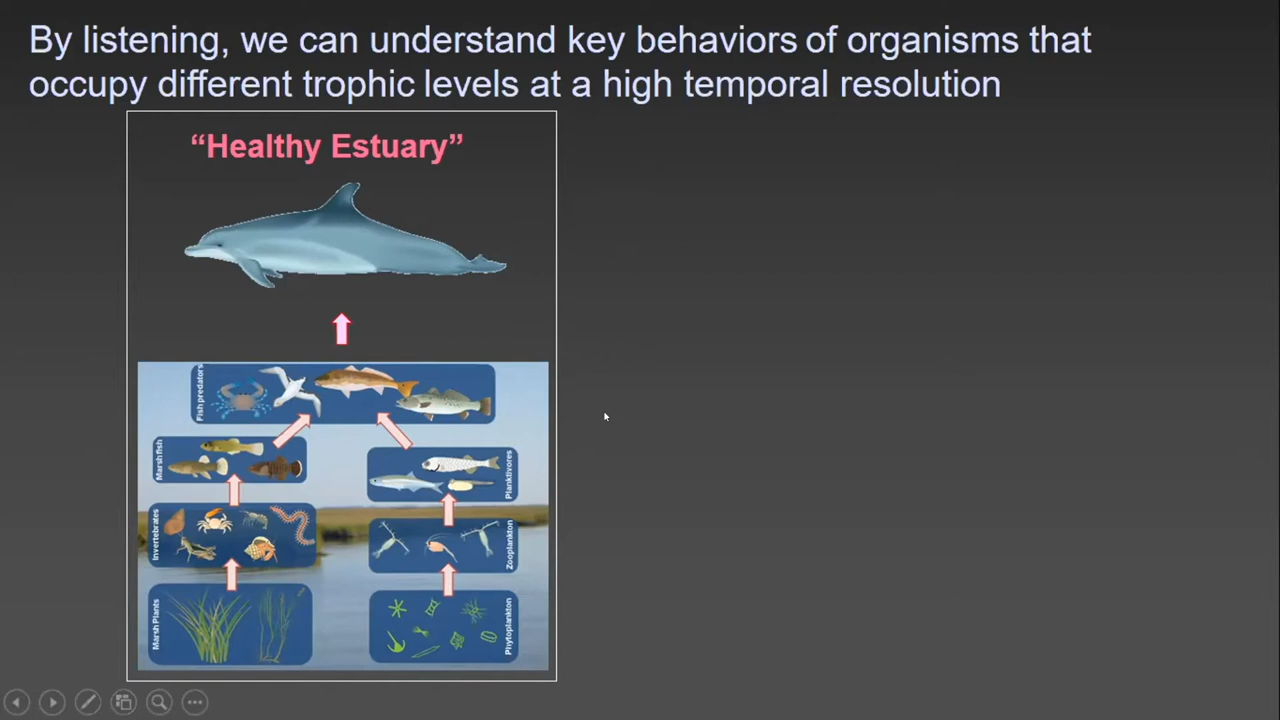 By listening, we can understand key behaviors of organisms that
occupy different trophic levels at a high temporal resolution
“Healthy Estuary”
Fish predators
Marsh fish
Planktivores
Invertebrates
Zooplankton
Marsh Plants
Phytoplankton